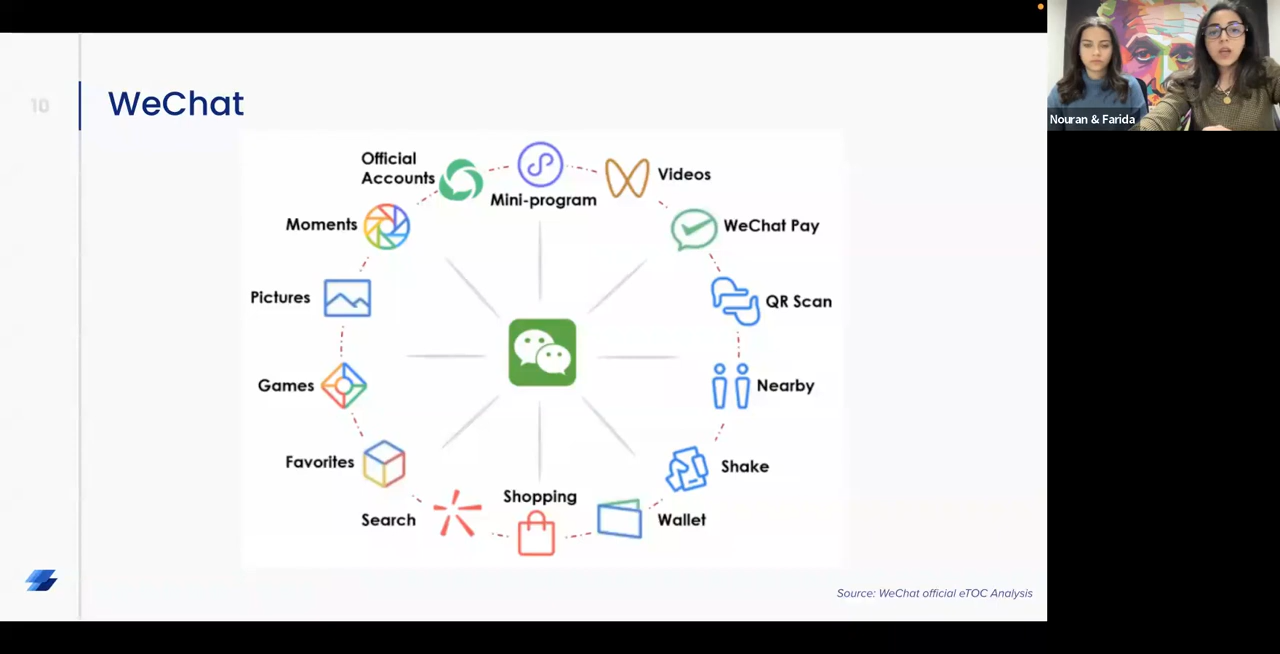 10
WeChat
Official
Accounts
Mini-program
Videos
Moments
WeChat Pay
Pictures
QR Scan
Games
Nearby
Favorites
Shake
Search
Shopping
Wallet
Source: WeChat official eTOC Analysis
Nouran & Farida